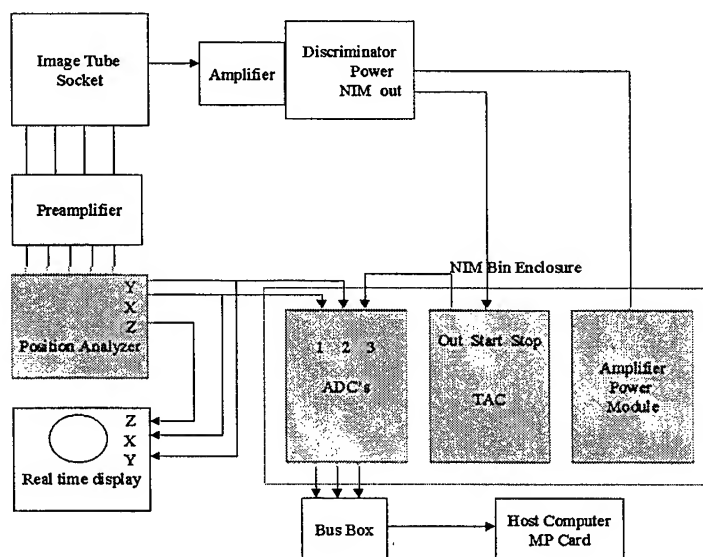 Image Tube
Socket
Amplifier
Discriminator
Power
NIM out
Preamplifier
NIM Bin Enclosure
Y
X
Z
Position Analyzer
1 2 3
ADC's
Out Start Stop
TAC
Amplifier
Power
Module
Z
X
Y
Real time display
Bus Box
Host Computer
MP Card